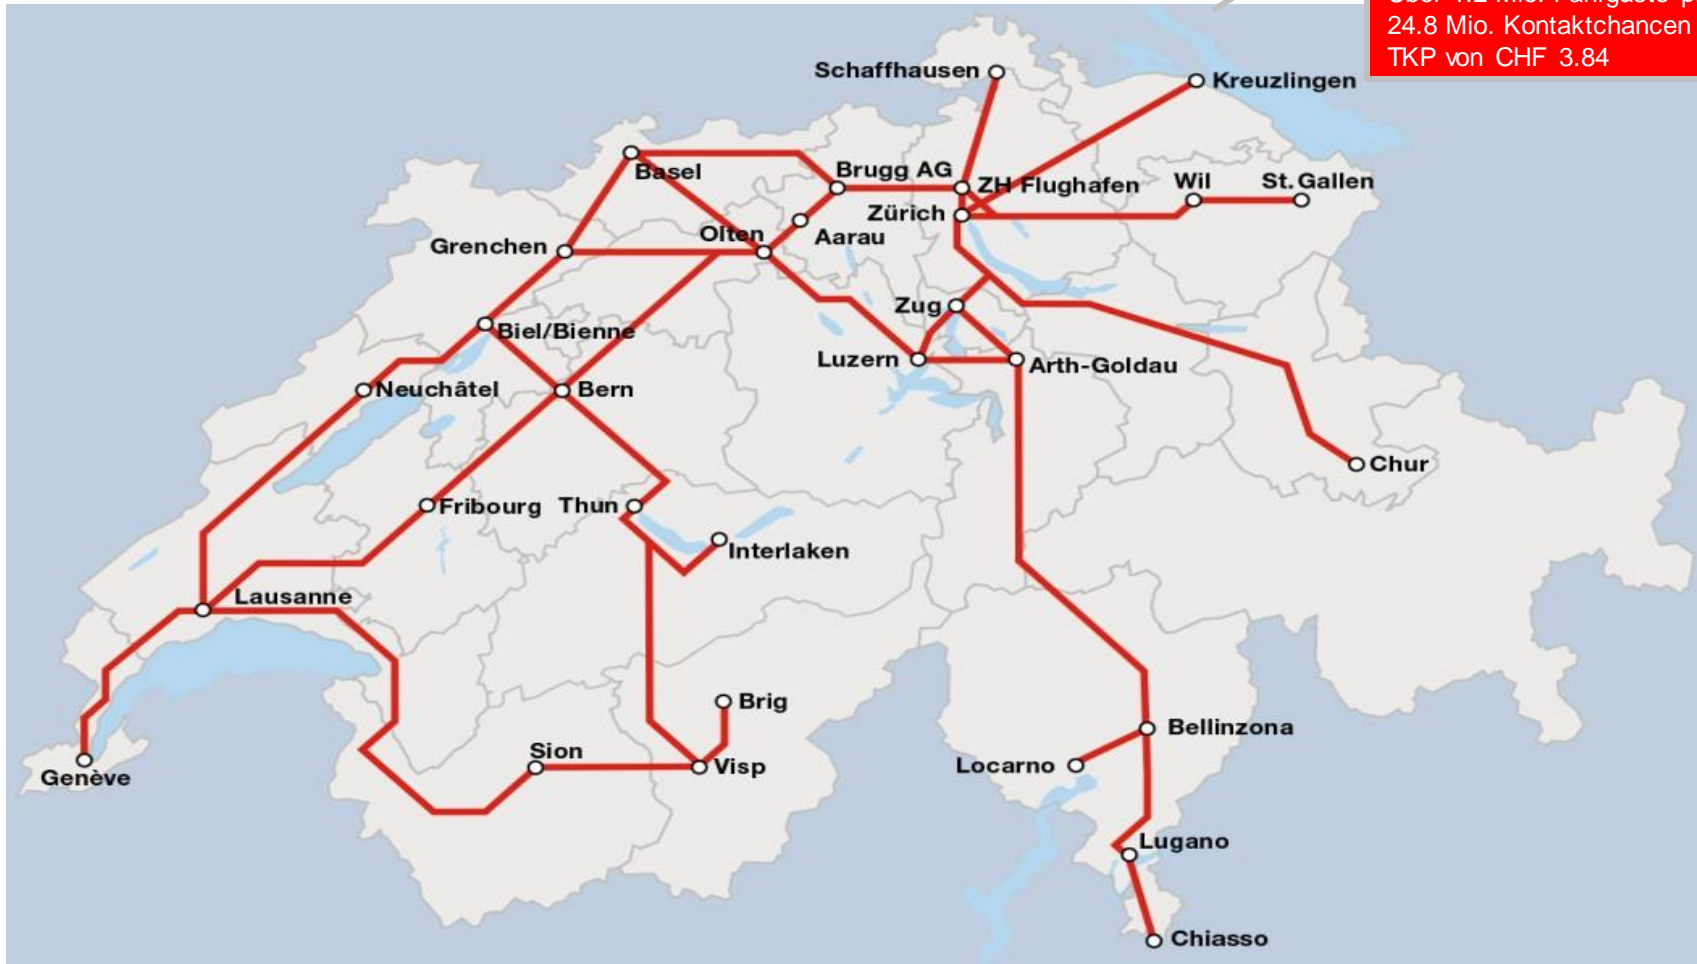 24.8 Mio. Kontaktchancen
TKP von CHF 3.84
Schaffhausen
Kreuzlingen
Basel
Brugg AG
ZH Flughafen
Wil
St. Gallen
Zürich
Olten
Aarau
Grenchen
Zug
Biel/Bienne
Luzern
Arth-Goldau
Neuchâtel
Bern
Chur
Fribourg
Thun
Interlaken
Lausanne
Brig
Bellinzona
Sion
Visp
Locarno
Genève
Lugano
Chiasso